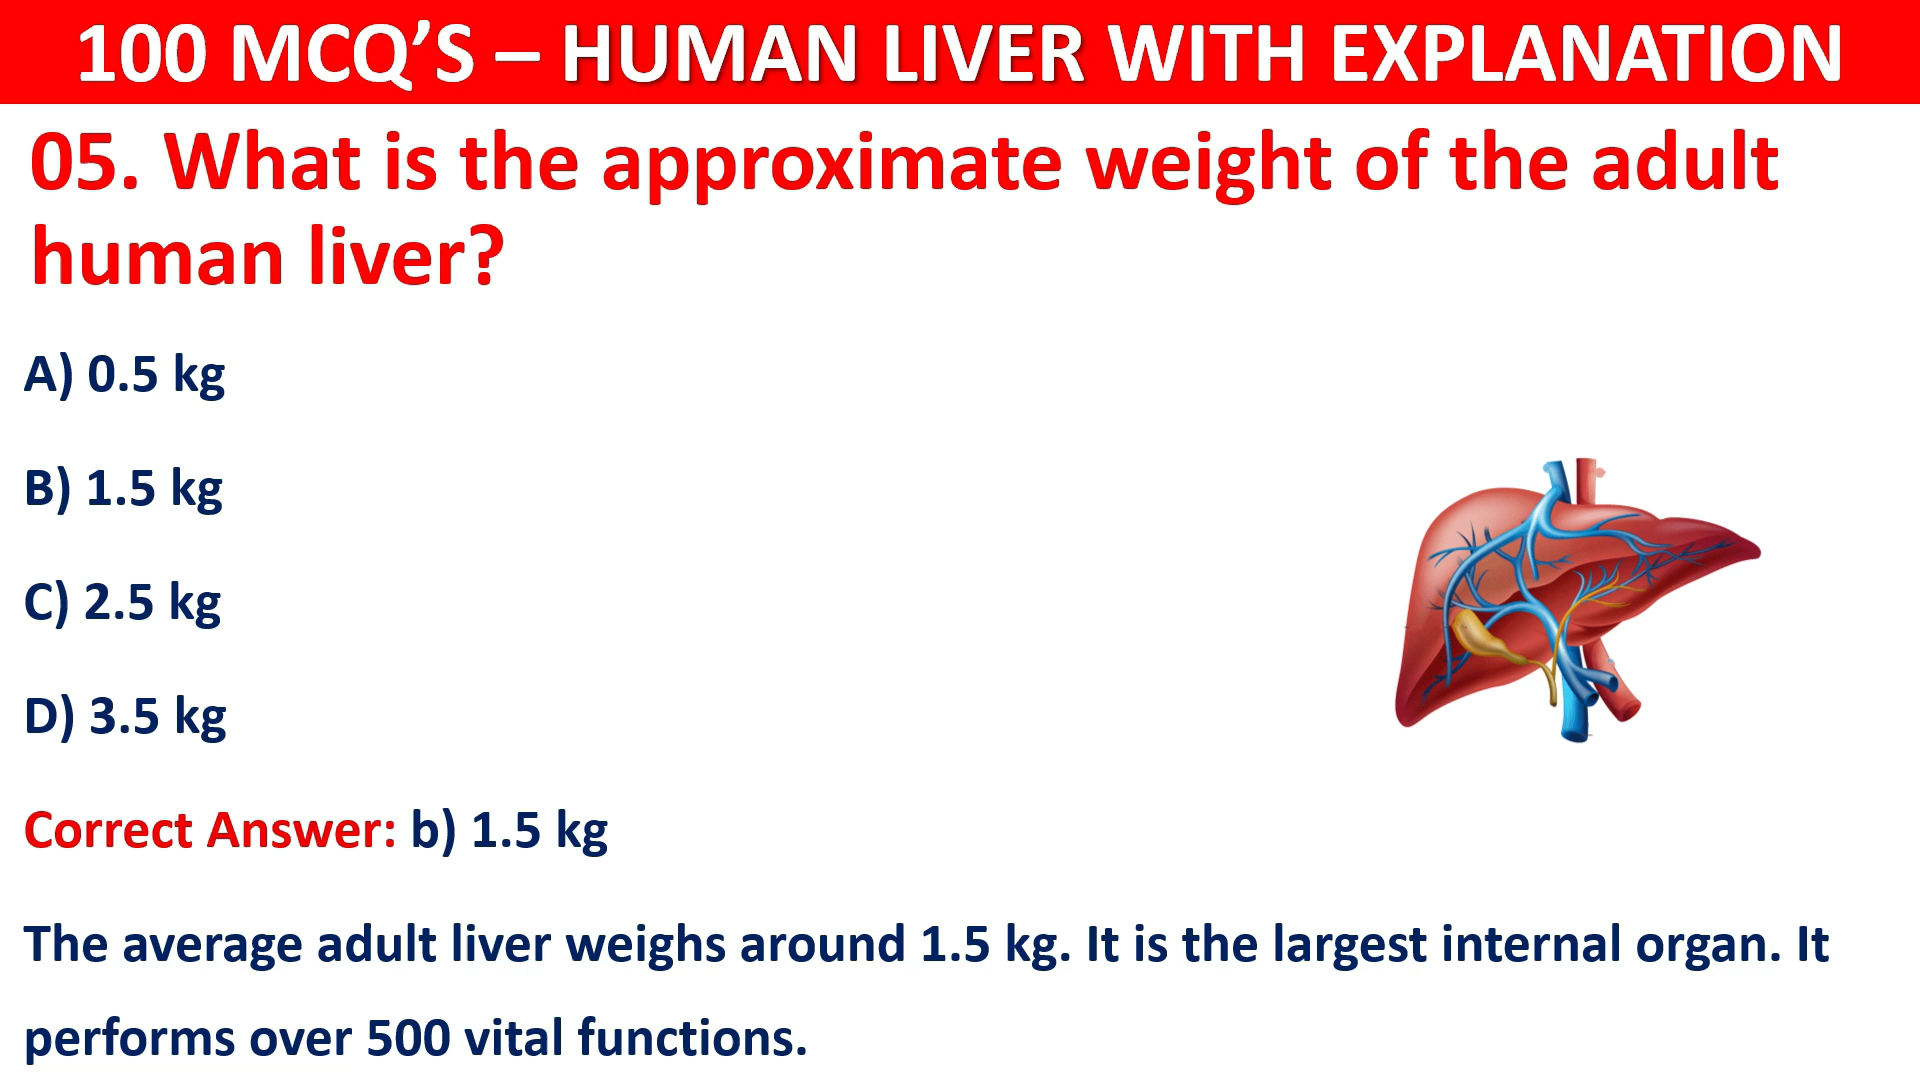 100 MCQ’S – HUMAN LIVER WITH EXPLANATION
05. What is the approximate weight of the adult
human liver?
A) 0.5 kg
B) 1.5 kg
C) 2.5 kg
D) 3.5 kg
Correct Answer: b) 1.5 kg
The average adult liver weighs around 1.5 kg. It is the largest internal organ. It
performs over 500 vital functions.